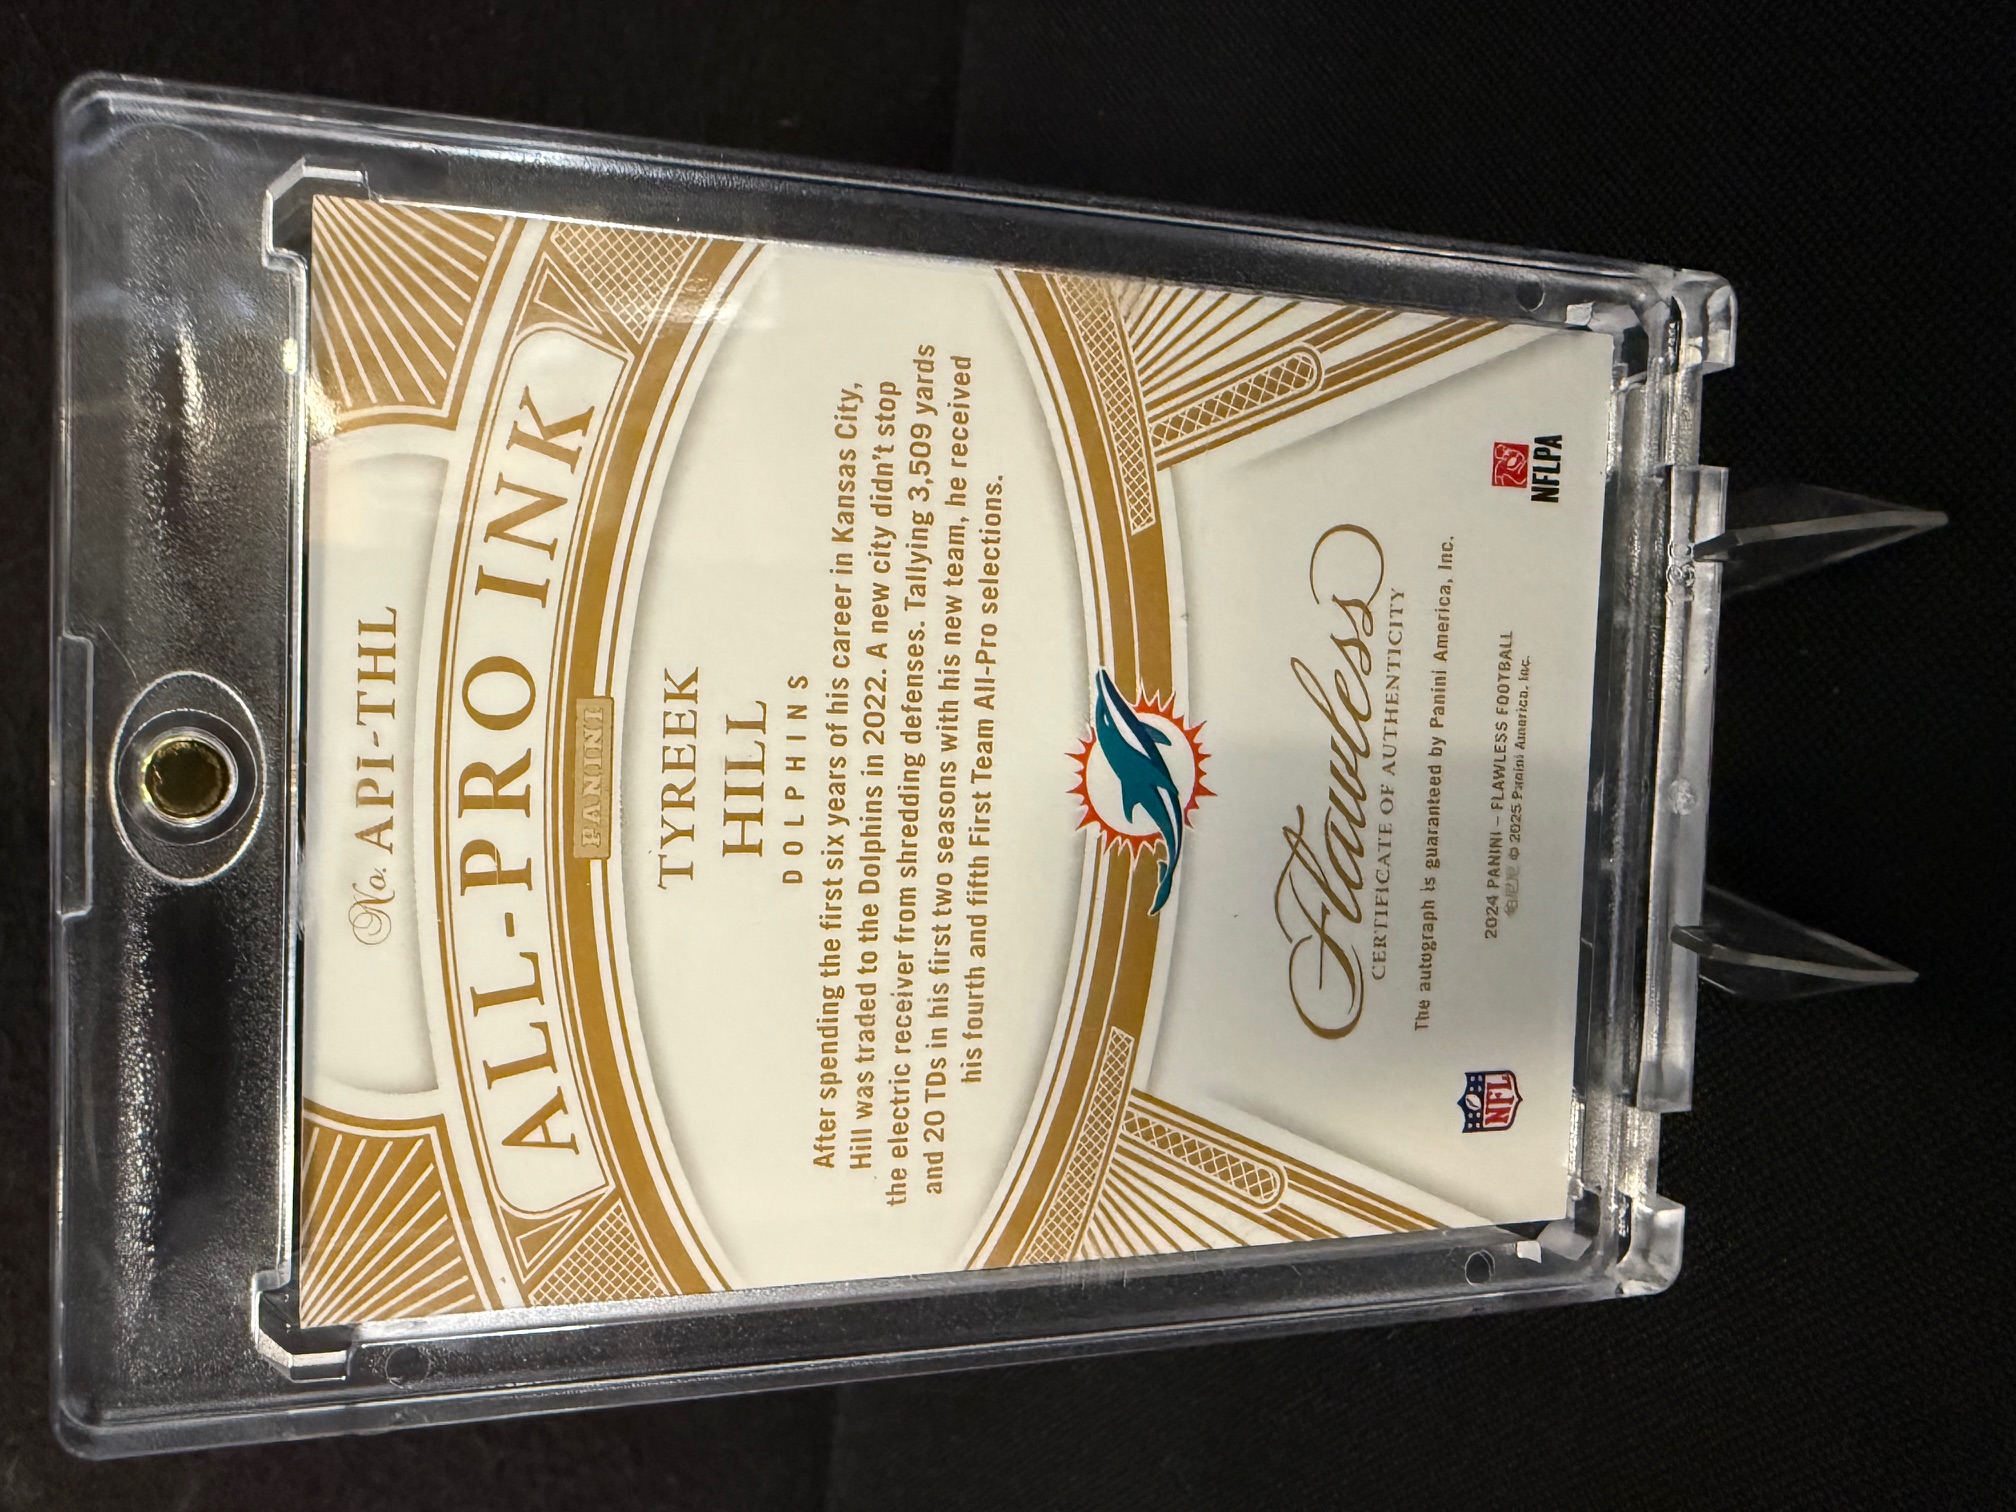 No. API-THL
ALL-PRO INK
PANINI
TYREEK
HILL
DOLPHINS
After spending the first six years of his career in Kansas City,
Hill was traded to the Dolphins in 2022. A new city didn't stop
the electric receiver from shredding defenses. Tallying 3,509 yards
and 20 TDs in his first two seasons with his new team, he received
his fourth and fifth First Team All-Pro selections.
Flawless
CERTIFICATE OF AUTHENTICITY
The autograph is guaranteed by Panini America, Inc.
NFL
2024 PANINI – FLAWLESS FOOTBALL
© 2025 Panini America, Inc.
NFLPA